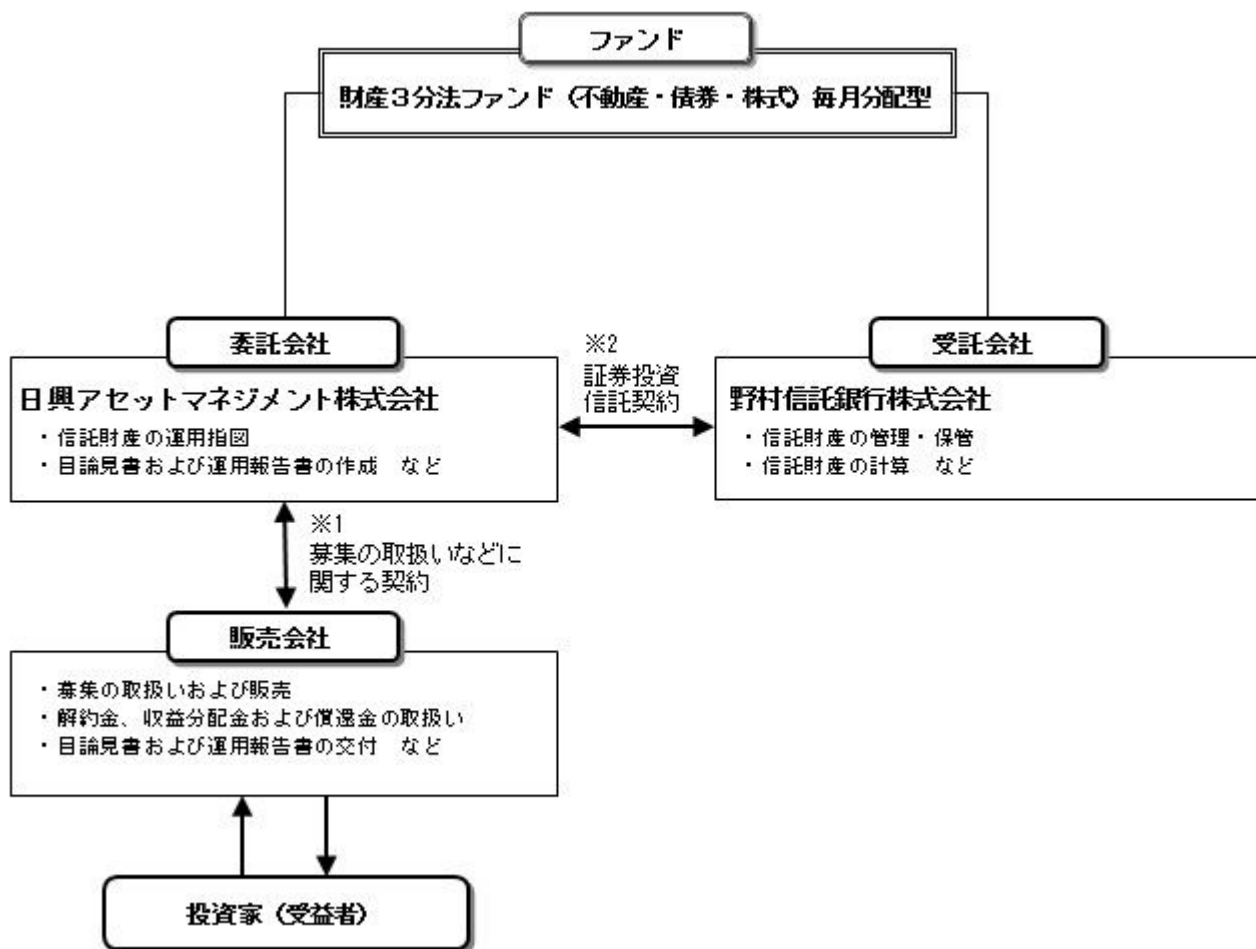 ファンド
財産3分法ファンド（不動産・債券・株式）毎月分配型
委託会社
日興アセットマネジメント株式会社
・信託財産の運用指図
・目論見書および運用報告書の作成　など
※2
証券投資
信託契約
受託会社
野村信託銀行株式会社
・信託財産の管理・保管
・信託財産の計算　など
※1
募集の取扱いなどに
関する契約
販売会社
・募集の取扱いおよび販売
・解約金、収益分配金および償還金の取扱い
・目論見書および運用報告書の交付　など
投資家（受益者）